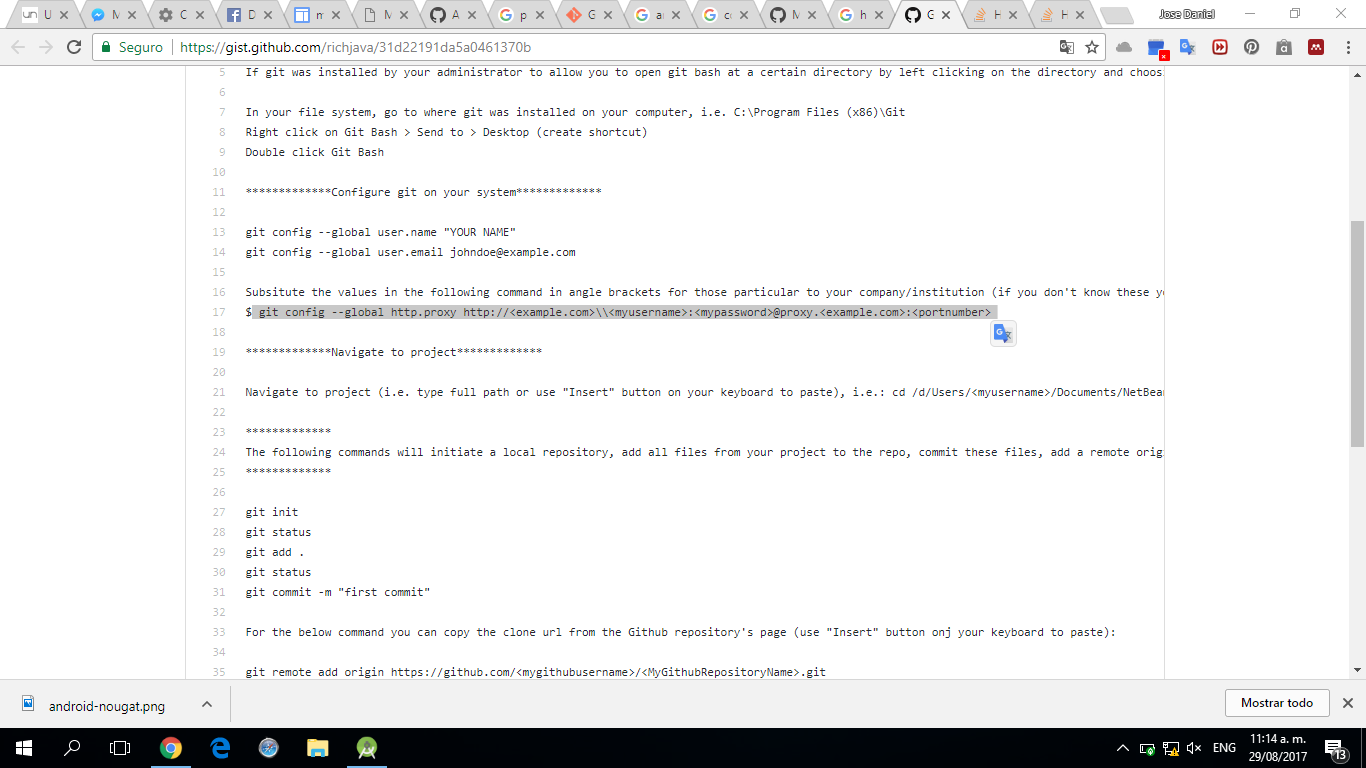 U
M
C
D
m
M
A
p
G
a
c
M
h
G
H
H
Jose Daniel
Seguro
https://gist.github.com/richjava/31d22191da5a0461370b
5 If git was installed by your administrator to allow you to open git bash at a certain directory by left clicking on the directory and choos
6
7 In your file system, go to where git was installed on your computer, i.e. C:\Program Files (x86)\Git
8 Right click on Git Bash > Send to > Desktop (create shortcut)
9 Double click Git Bash
10
11 *************Configure git on your system*************
12
13 git config --global user.name "YOUR NAME"
14 git config --global user.email johndoe@example.com
15
16 Subsitute the values in the following command in angle brackets for those particular to your company/institution (if you don't know these y
17 $ git config --global http.proxy http://<example.com>\\<myusername>:<mypassword>@proxy.<example.com>:<portnumber>
18
19 *************Navigate to project*************
20
21 Navigate to project (i.e. type full path or use "Insert" button on your keyboard to paste), i.e.: cd /d/Users/<myusername>/Documents/NetBea
22
23 *************
24 The following commands will initiate a local repository, add all files from your project to the repo, commit these files, add a remote orig
25 *************
26
27 git init
28 git status
29 git add .
30 git status
31 git commit -m "first commit"
32
33 For the below command you can copy the clone url from the Github repository's page (use "Insert" button onj your keyboard to paste):
34
35 git remote add origin https://github.com/<mygithubusername>/<MyGithubRepositoryName>.git
android-nougat.png
Mostrar todo
ENG
11:14 a. m.
29/08/2017
13